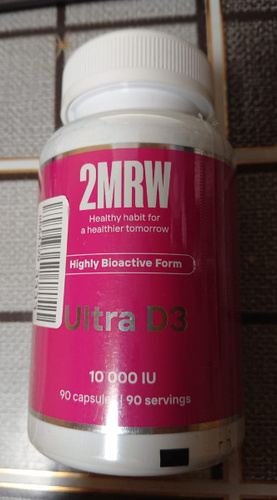 2MRW
Healthy habit for
a healthier tomorrow
Highly Bioactive Form
Ultra D3
10 000 IU
90 capsules | 90 servings